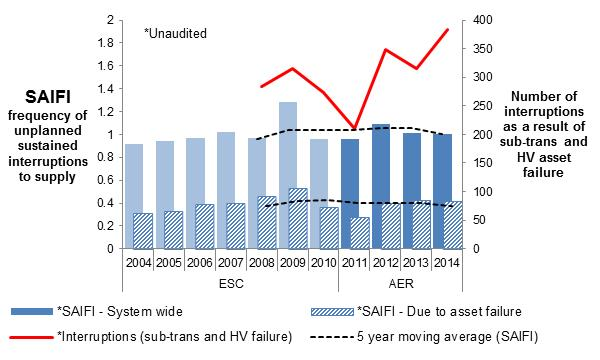 *Unaudited
SAIFI
frequency of
unplanned
sustained
interruptions
to supply
2
1.8
1.6
1.4
1.2
1
0.8
0.6
0.4
0.2
0
400
350
300
250
200
150
100
50
0
Number of
interruptions
as a result of
sub-trans and
HV asset
failure
2004 2005 2006 2007 2008 2009 2010 2011 2012 2013 2014
ESC AER
*SAIFI - System wide
*SAIFI - Due to asset failure
*Interruptions (sub-trans and HV failure)
5 year moving average (SAIFI)